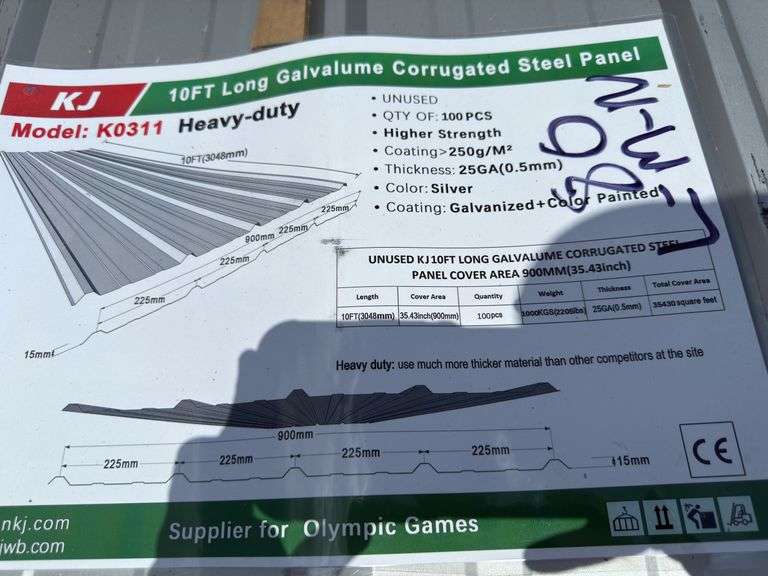 KJ
10FT Long Galvalume Corrugated Steel Panel
Model: K0311 Heavy-duty
• UNUSED
• QTY OF: 100 PCS
• Higher Strength
• Coating>250g/M²
• Thickness: 25GA(0.5mm)
• Color: Silver
• Coating: Galvanized+Color Painted
10FT(3048mm)
225mm
225mm
225mm
900mm
225mm
15mm
UNUSED KJ 10FT LONG GALVALUME CORRUGATED STEEL
PANEL COVER AREA 900MM(35.43inch)
Length Cover Area Quantity Weight Thickness Total Cover Area
10FT(3048mm) 35.43inch(900mm) 100pcs 1000KGS(2205lbs) 25GA(0.5mm) 35430 square feet
Heavy duty: use much more thicker material than other competitors at the site
900mm
225mm 225mm 225mm 225mm 15mm
CE
nkj.com
jwb.com
Supplier for Olympic Games